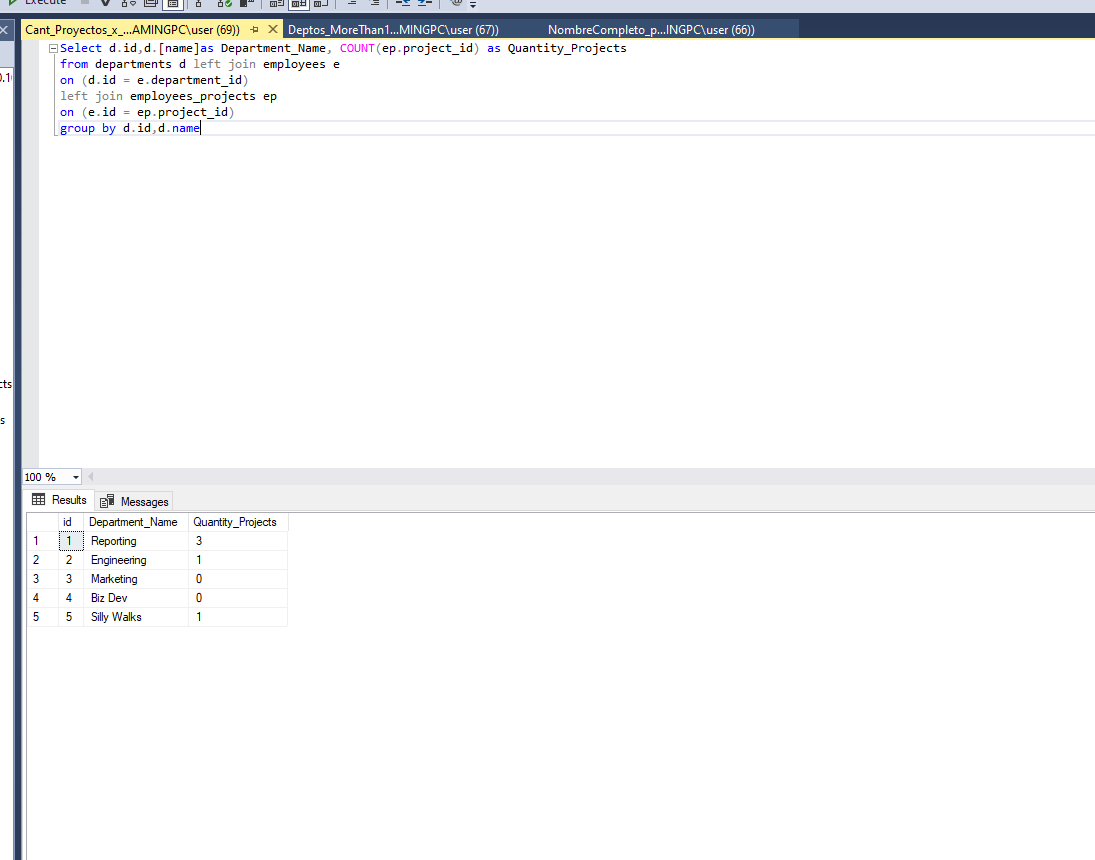 Execute
Cant_Proyectos_x_...AMINGPC\user (69))
Deptos_MoreThan1...MINGPC\user (67))
NombreCompleto_p...INGPC\user (66))
Select d.id,d.[name]as Department_Name, COUNT(ep.project_id) as Quantity_Projects
from departments d left join employees e
on (d.id = e.department_id)
left join employees_projects ep
on (e.id = ep.project_id)
group by d.id,d.name
cts
s
100 %
Results Messages
id Department_Name Quantity_Projects
1 1 Reporting 3
2 2 Engineering 1
3 3 Marketing 0
4 4 Biz Dev 0
5 5 Silly Walks 1